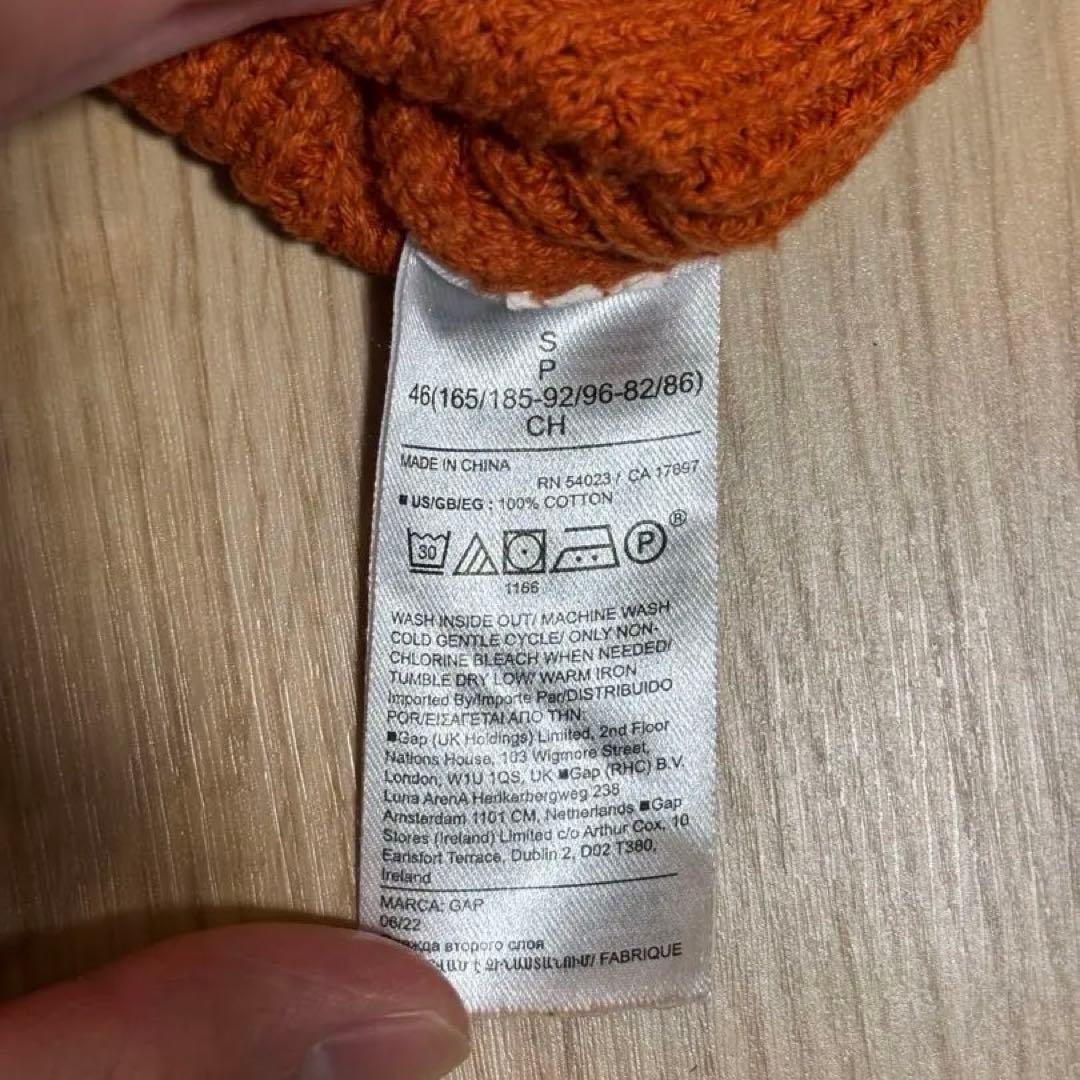 S
P
46(165/185-92/96-82/86)
CH
MADE IN CHINA
RN 54023 / CA 17897
■ US/GB/EG : 100% COTTON
30 P ®
1166
WASH INSIDE OUT/ MACHINE WASH
COLD GENTLE CYCLE/ ONLY NON-
CHLORINE BLEACH WHEN NEEDED/
TUMBLE DRY LOW/ WARM IRON
Imported By/Importe Par/DISTRIBUIDO
POR/ΕΙΣΑΓΕΤΑΙ ΑΠΟ ΤΗΝ:
■Gap (UK Holdings) Limited, 2nd Floor
Nations House, 103 Wigmore Street,
London, W1U 1QS, UK ■Gap (RHC) B.V.
Luna ArenA Herikerbergweg 238
Amsterdam 1101 CM, Netherlands ■Gap
Stores (Ireland) Limited c/o Arthur Cox, 10
Earlsfort Terrace, Dublin 2, D02 T380,
Ireland
MARCA: GAP
06/22
второго слоя
Է ՉԻՆԱՍՏԱՆՈՒՄ/ FABRIQUE